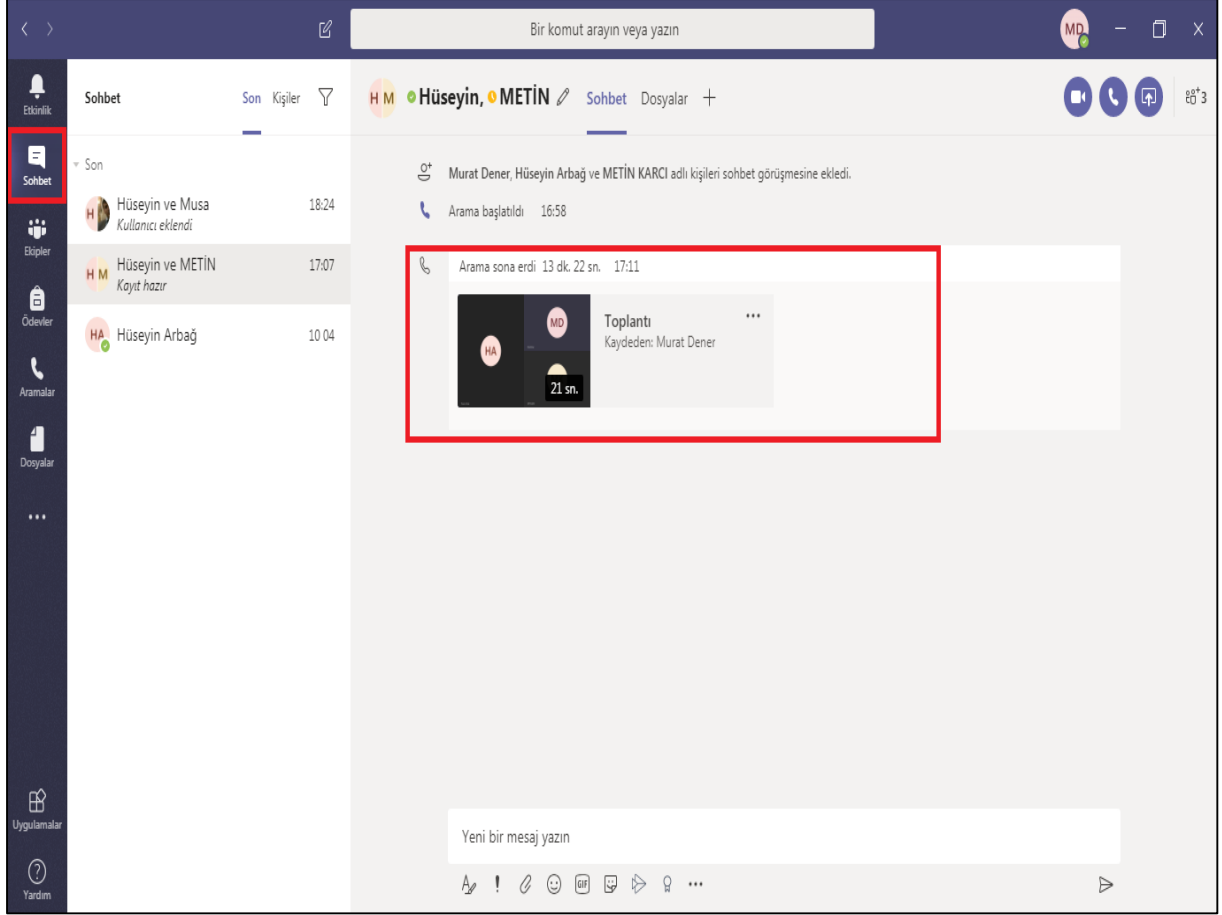 Bir komut arayın veya yazın
MD
Etkinlik
Sohbet
Ekipler
Ödevler
Aramalar
Dosyalar
Uygulamalar
Yardım
Sohbet
Son Kişiler
Son
H
Hüseyin ve Musa 18:24
Kullanıcı eklendi
H M
Hüseyin ve METİN 17:07
Kayıt hazır
HA
Hüseyin Arbağ 10 04
H M Hüseyin, METİN Sohbet Dosyalar
3
Murat Dener, Hüseyin Arbağ ve METİN KARCI adlı kişileri sohbet görüşmesine ekledi.
Arama başlatıldı 16:58
Arama sona erdi 13 dk. 22 sn. 17:11
HA
MD
21 sn.
Toplantı
Kaydeden: Murat Dener
Yeni bir mesaj yazın
GIF